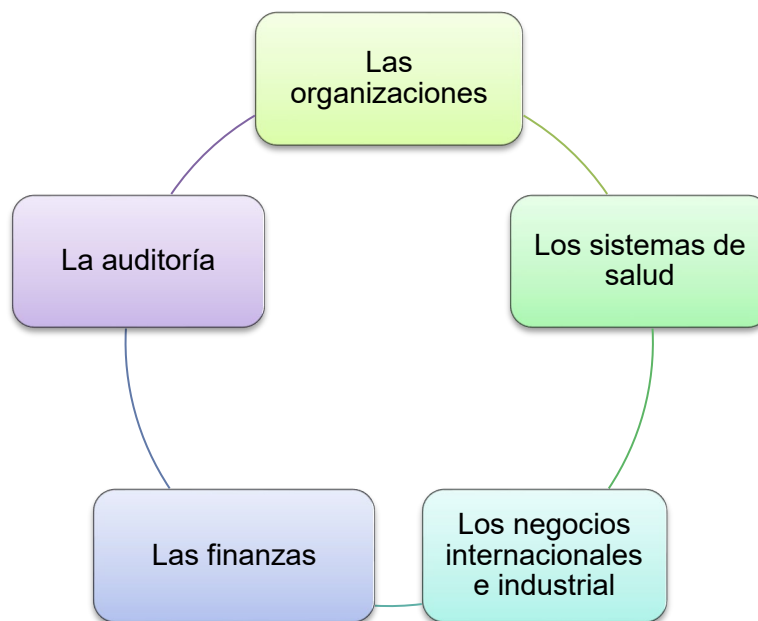 Las
organizaciones
La auditoría
Los sistemas de
salud
Las finanzas
Los negocios
internacionales
e industrial